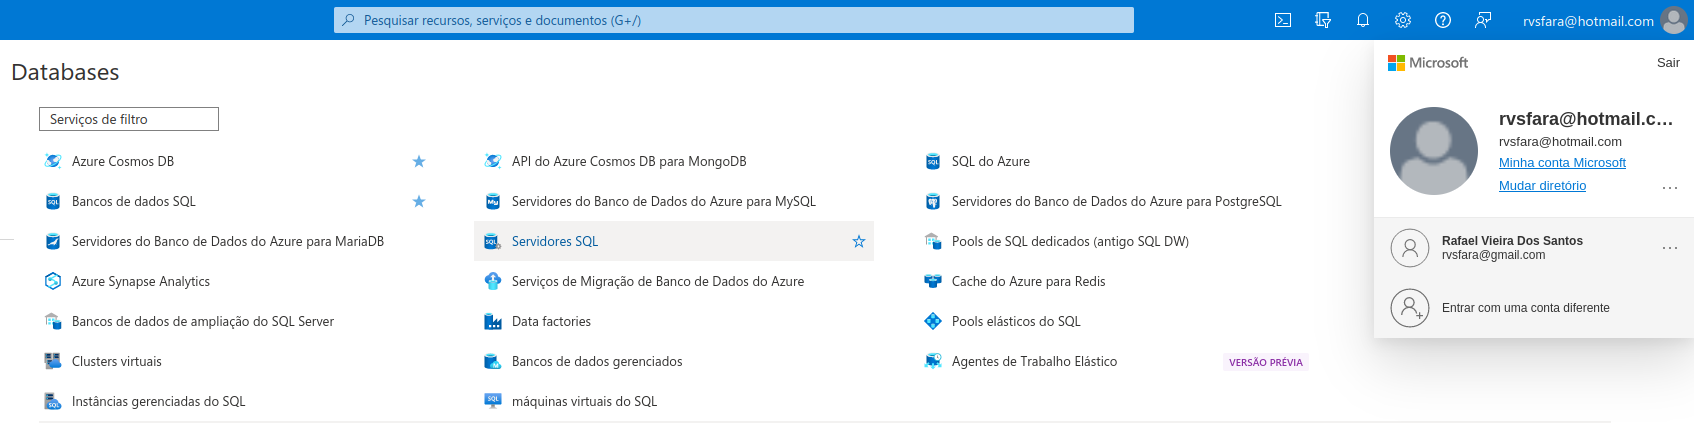 Pesquisar recursos, serviços e documentos (G+/)
rvsfara@hotmail.com
Databases
Serviços de filtro
Azure Cosmos DB
API do Azure Cosmos DB para MongoDB
SQL do Azure
Bancos de dados SQL
Servidores do Banco de Dados do Azure para MySQL
Servidores do Banco de Dados do Azure para PostgreSQL
Servidores do Banco de Dados do Azure para MariaDB
Servidores SQL
Pools de SQL dedicados (antigo SQL DW)
Azure Synapse Analytics
Serviços de Migração de Banco de Dados do Azure
Cache do Azure para Redis
Bancos de dados de ampliação do SQL Server
Data factories
Pools elásticos do SQL
Clusters virtuais
Bancos de dados gerenciados
Agentes de Trabalho Elástico
VERSÃO PRÉVIA
Instâncias gerenciadas do SQL
máquinas virtuais do SQL
Microsoft
Sair
rvsfara@hotmail.c...
rvsfara@hotmail.com
Minha conta Microsoft
Mudar diretório
Rafael Vieira Dos Santos
rvsfara@gmail.com
Entrar com uma conta diferente